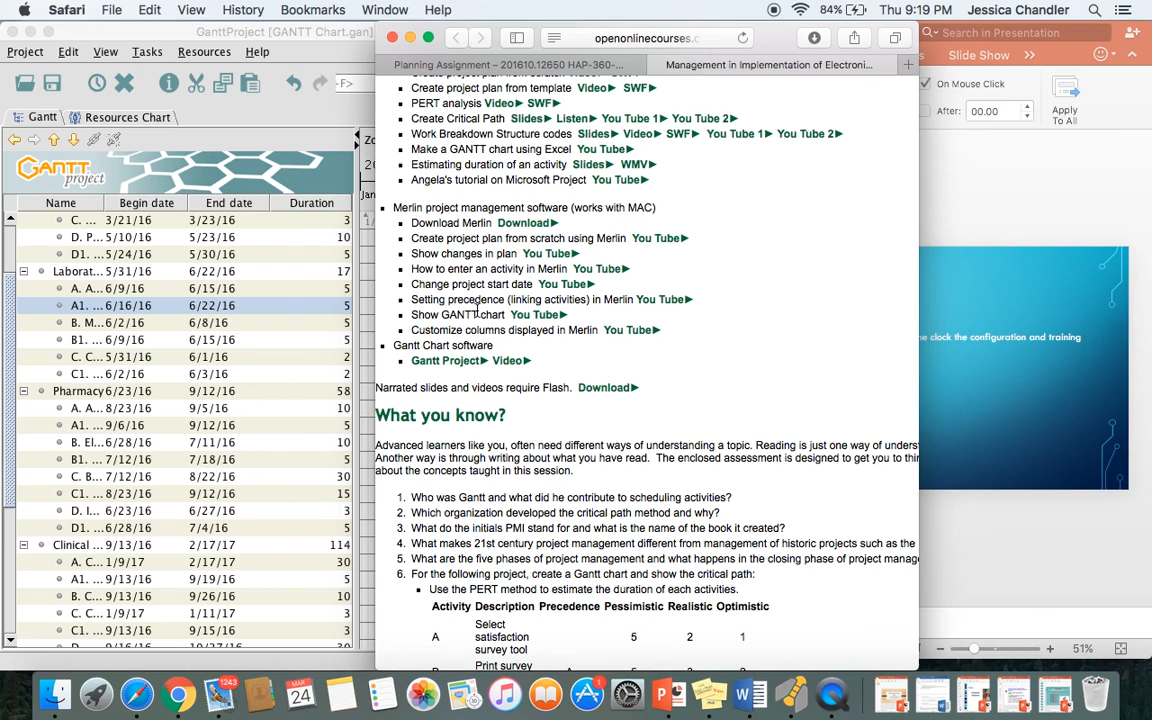 Safari File Edit View History Bookmarks Window Help 84% Thu 9:19 PM Jessica Chandler
GanttProject [GANTT Chart.gan]
Project Edit View Tasks Resources Help
Gantt Resources Chart
GANTT project
Name Begin date End date Duration
C. ... 3/21/16 3/23/16 3
D. P... 5/10/16 5/23/16 10
D1. ... 5/24/16 5/30/16 5
Laborat... 5/31/16 6/22/16 17
A. A... 6/9/16 6/15/16 5
A1. ... 6/16/16 6/22/16 5
B. M... 6/2/16 6/8/16 5
B1. ... 6/9/16 6/15/16 5
C. C... 5/31/16 6/1/16 2
C1. ... 6/2/16 6/3/16 2
Pharmacy 6/23/16 9/12/16 58
A. A... 8/23/16 9/5/16 10
A1. ... 9/6/16 9/12/16 5
B. El... 6/28/16 7/11/16 10
B1. ... 7/12/16 7/18/16 5
C. B... 7/12/16 8/22/16 30
C1. ... 8/23/16 9/12/16 15
D. I... 6/23/16 6/27/16 3
D1. ... 6/28/16 7/4/16 5
Clinical ... 9/13/16 2/17/17 114
A. C... 1/9/17 2/17/17 30
A1. ... 9/13/16 9/19/16 5
B. C... 9/13/16 9/26/16 10
C. C... 1/9/17 1/11/17 3
C1. ... 9/13/16 9/15/16 3
openonlinecourses.c
Planning Assignment – 201610.12650 HAP-360-... Management in Implementation of Electroni...
Create project plan from template Video► SWF►
PERT analysis Video► SWF►
Create Critical Path Slides► Listen► You Tube 1► You Tube 2►
Work Breakdown Structure codes Slides► Video► SWF► You Tube 1► You Tube 2►
Make a GANTT chart using Excel You Tube►
Estimating duration of an activity Slides► WMV►
Angela's tutorial on Microsoft Project You Tube►
Merlin project management software (works with MAC)
Download Merlin Download►
Create project plan from scratch using Merlin You Tube►
Show changes in plan You Tube►
How to enter an activity in Merlin You Tube►
Change project start date You Tube►
Setting precedence (linking activities) in Merlin You Tube►
Show GANTT chart You Tube►
Customize columns displayed in Merlin You Tube►
Gantt Chart software
Gantt Project► Video►
Narrated slides and videos require Flash. Download►
What you know?
Advanced learners like you, often need different ways of understanding a topic. Reading is just one way of unders
Another way is through writing about what you have read. The enclosed assessment is designed to get you to thin
about the concepts taught in this session.
1. Who was Gantt and what did he contribute to scheduling activities?
2. Which organization developed the critical path method and why?
3. What do the initials PMI stand for and what is the name of the book it created?
4. What makes 21st century project management different from management of historic projects such as the
5. What are the five phases of project management and what happens in the closing phase of project manag
6. For the following project, create a Gantt chart and show the critical path:
Use the PERT method to estimate the duration of each activities.
Activity Description Precedence Pessimistic Realistic Optimistic
Select
satisfaction
A survey tool 5 2 1
Print survey
Search in Presentation
Slide Show
On Mouse Click
After: 00.00
Apply
To All
e clock the configuration and training
51%
1243
24
1